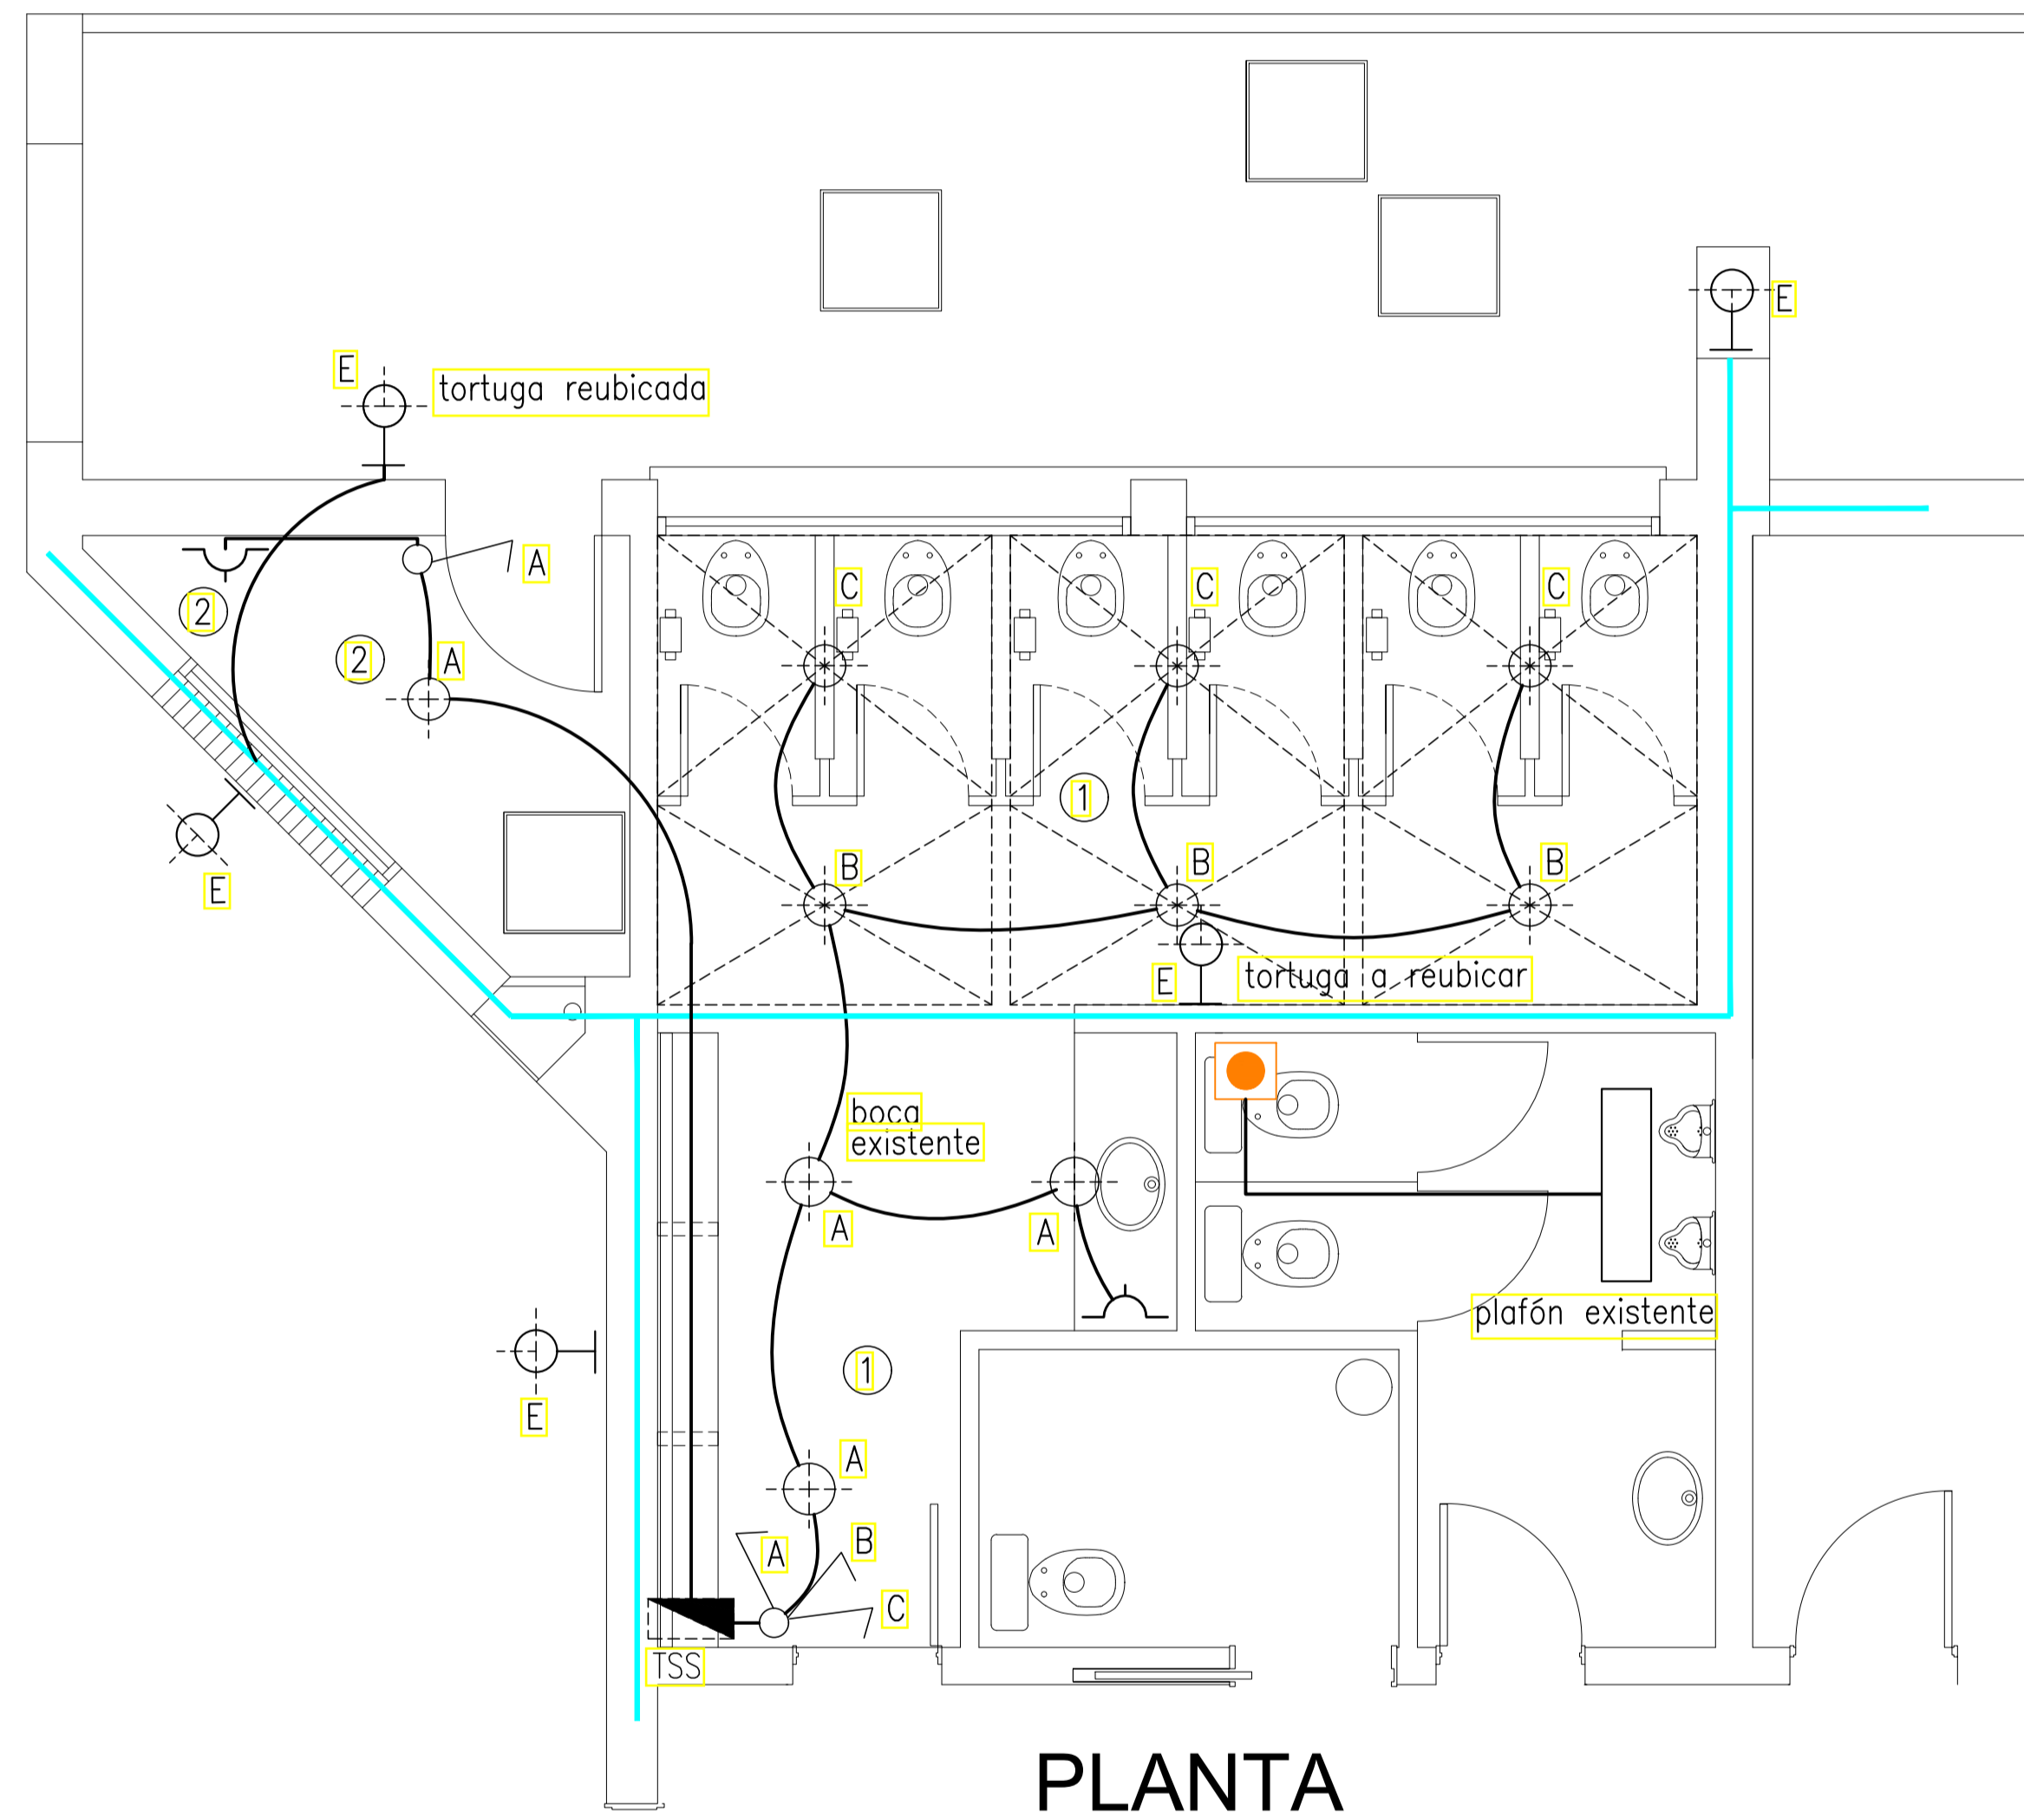 E
E
tortuga reubicada
A
C
C
C
2
2
A
1
B
B
B
E
E
tortuga a reubicar
boca
existente
A
A
plafón existente
1
E
A
B
A
C
TSS
PLANTA